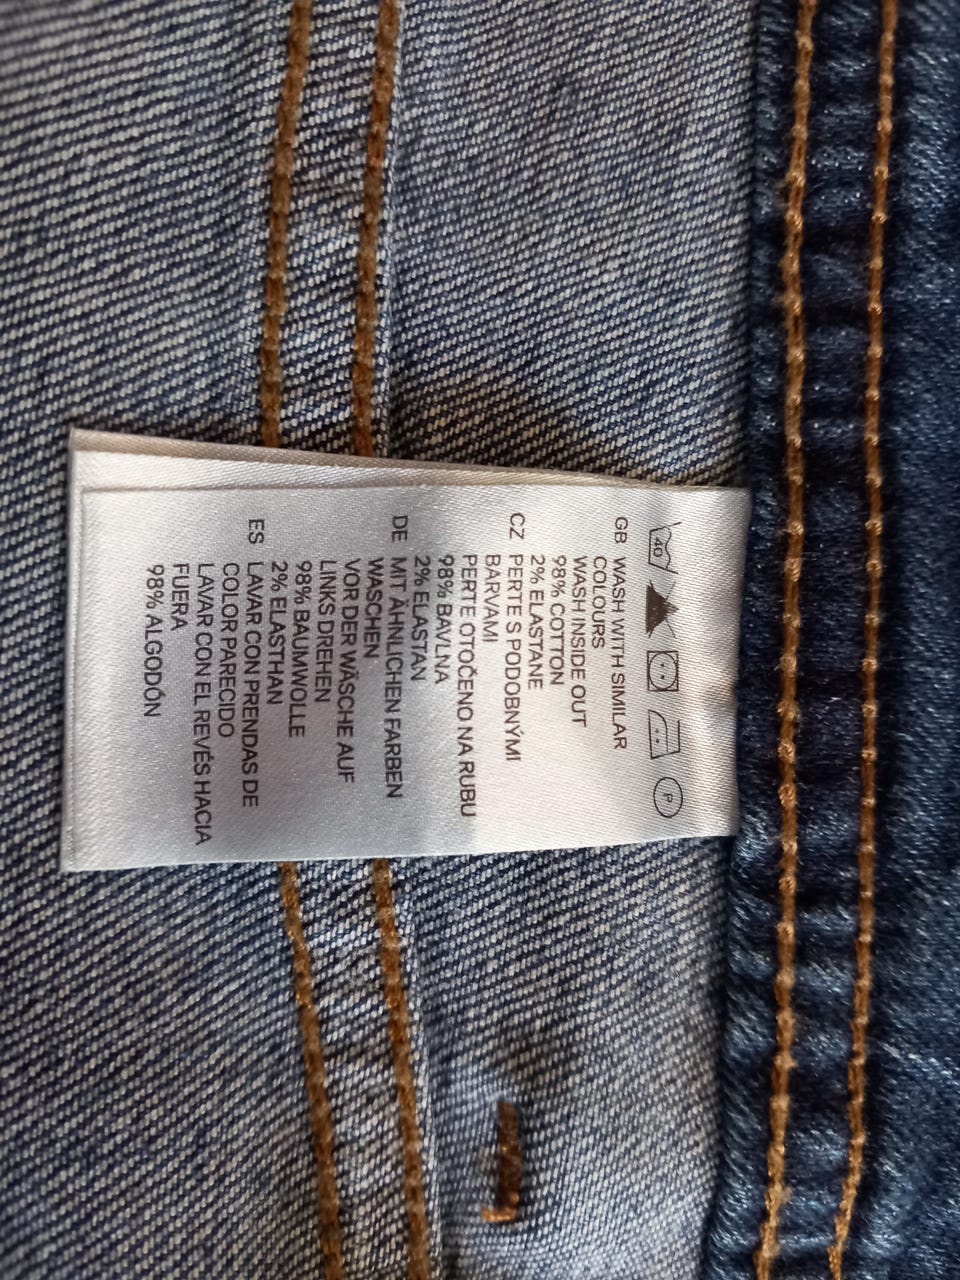 40 P
GB WASH WITH SIMILAR
COLOURS
WASH INSIDE OUT
98% COTTON
2% ELASTANE
CZ PERTE S PODOBNÝMI
BARVAMI
PERTE OTOČENO NA RUBU
98% BAVLNA
2% ELASTAN
DE MIT ÄHNLICHEN FARBEN
WASCHEN
VOR DER WÄSCHE AUF
LINKS DREHEN
98% BAUMWOLLE
2% ELASTHAN
ES LAVAR CON PRENDAS DE
COLOR PARECIDO
LAVAR CON EL REVÉS HACIA
FUERA
98% ALGODÓN